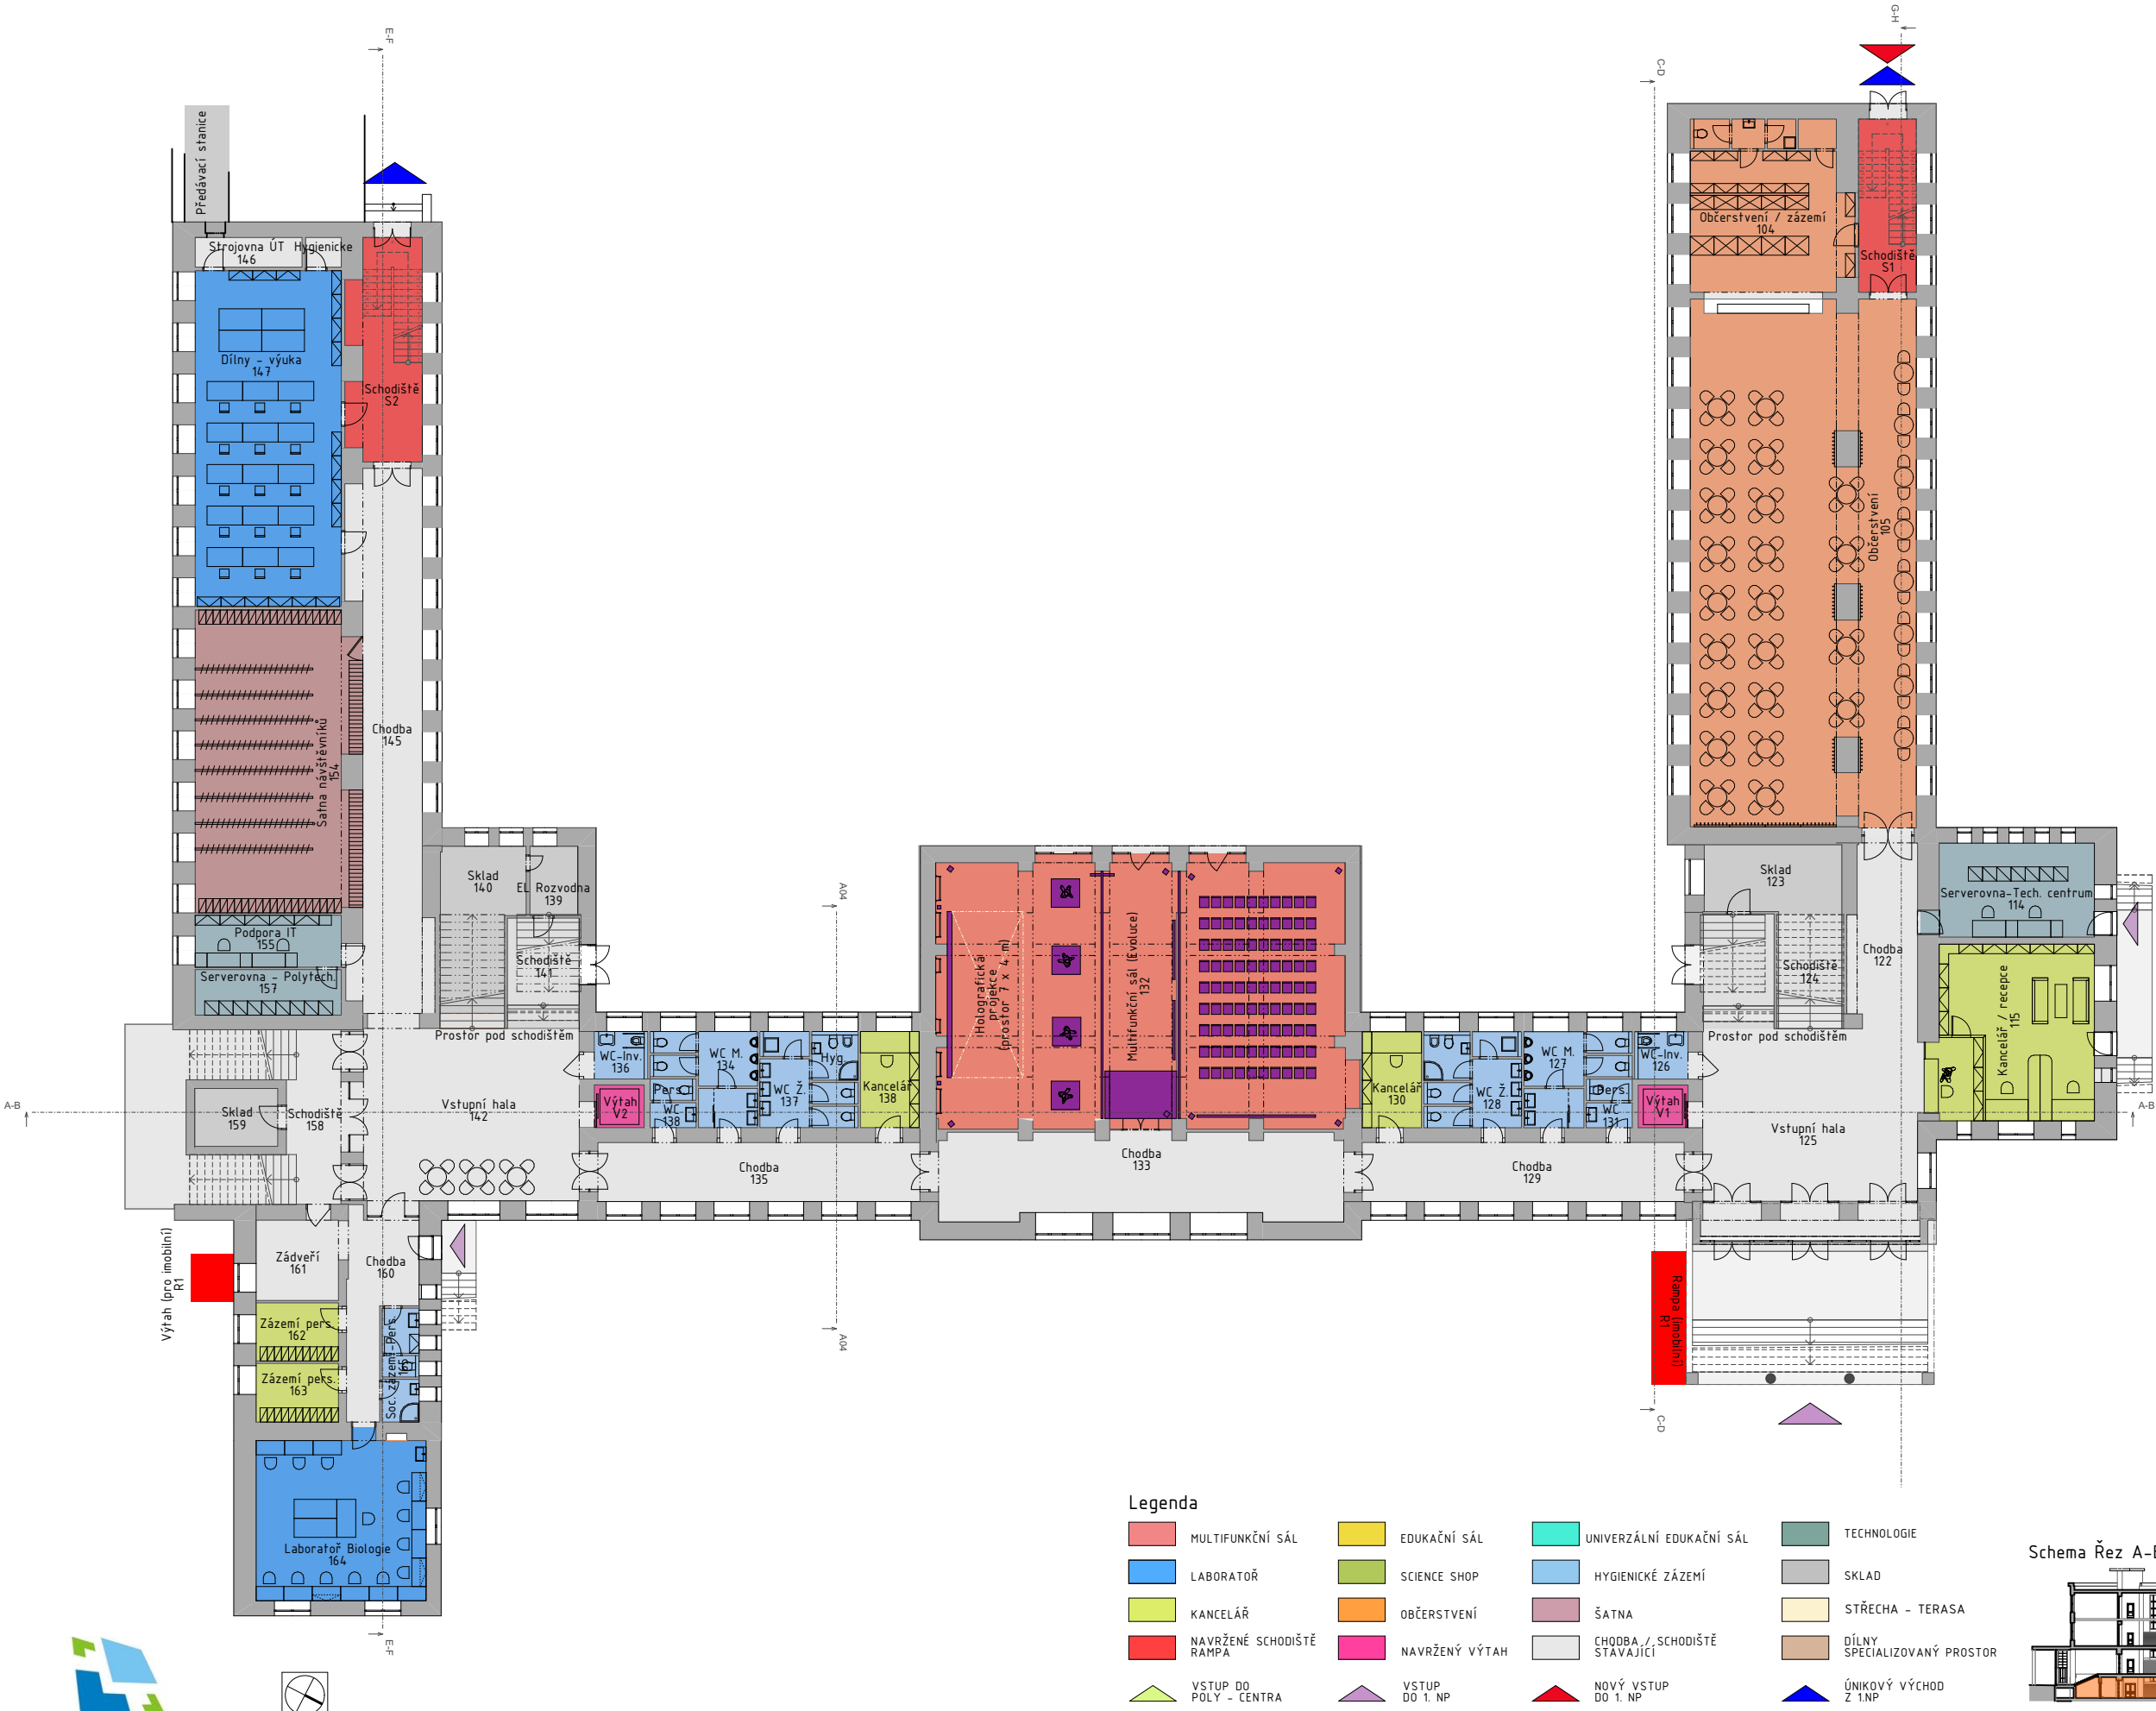 E-F
G-H
C-D
Předávací stanice
Strojovna ÚT
146
Hygienicke
Dílny - výuka
147
Schodiště
S2
Občerstvení / zázemí
104
Schodiště
S1
Občerstvení
105
Chodba
145
Šatna návštěvníků
154
Podpora IT
155
Serverovna - Polytech.
157
Sklad
140
EL Rozvodna
139
Schodiště
141
Prostor pod schodištěm
A04
Sklad
123
Serverovna-Tech. centrum
114
Schodiště
124
Chodba
122
Kancelář / recepce
115
Prostor pod schodištěm
Holografická
projekce
(prostor 7 x 4 m)
Multifunkční sál (Evoluce)
132
WC-Inv.
136
WC M.
134
Hyg.
Pers.
WC Ž.
137
Kancelář
138
Výtah
V2
WC
138
Kancelář
130
WC Ž.
128
WC M.
127
WC-Inv.
126
Pers.
WC
131
Výtah
V1
A-B
A-B
Sklad
159
Schodiště
158
Vstupní hala
142
Vstupní hala
125
Chodba
135
Chodba
133
Chodba
129
Výtah (pro imobilní)
R1
Zádveří
161
Chodba
160
Zázemí pers.
162
Zázemí pers.
163
Soc. zázemí-Pers.
165
Laboratoř Biologie
164
A04
Rampa (imobilní)
R1
C-D
E-F
Legenda
MULTIFUNKČNÍ SÁL
EDUKAČNÍ SÁL
UNIVERZÁLNÍ EDUKAČNÍ SÁL
TECHNOLOGIE
LABORATOŘ
SCIENCE SHOP
HYGIENICKÉ ZÁZEMÍ
SKLAD
KANCELÁŘ
OBČERSTVENÍ
ŠATNA
STŘECHA - TERASA
NAVRŽENÉ SCHODIŠTĚ
RAMPA
NAVRŽENÝ VÝTAH
CHODBA / SCHODIŠTĚ
STÁVAJÍCÍ
DÍLNY
SPECIALIZOVANÝ PROSTOR
VSTUP DO
POLY - CENTRA
VSTUP
DO 1. NP
NOVÝ VSTUP
DO 1. NP
ÚNIKOVÝ VÝCHOD
Z 1.NP
Schema Řez A-B